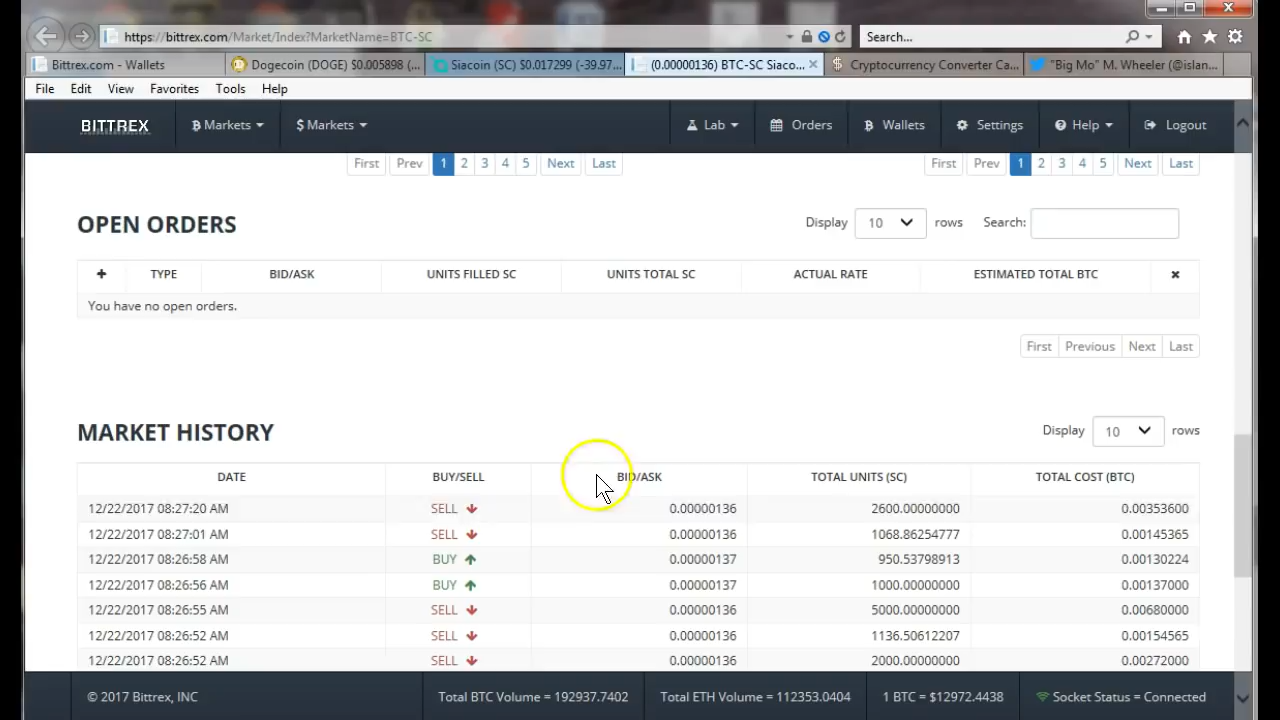 https://bittrex.com/Market/Index?MarketName=BTC-SC Search...
Bittrex.com - Wallets Dogecoin (DOGE) $0.005898 (... Siacoin (SC) $0.017299 (-39.97... (0.00000136) BTC-SC Siaco... Cryptocurrency Converter Ca... "Big Mo" M. Wheeler (@islan...
File Edit View Favorites Tools Help
BITTREX Ƀ Markets $ Markets Lab Orders Ƀ Wallets Settings Help Logout
First Prev 1 2 3 4 5 Next Last First Prev 1 2 3 4 5 Next Last
OPEN ORDERS Display 10 rows Search:
+ TYPE BID/ASK UNITS FILLED SC UNITS TOTAL SC ACTUAL RATE ESTIMATED TOTAL BTC ×
You have no open orders.
First Previous Next Last
MARKET HISTORY Display 10 rows
DATE BUY/SELL BID/ASK TOTAL UNITS (SC) TOTAL COST (BTC)
12/22/2017 08:27:20 AM SELL 0.00000136 2600.00000000 0.00353600
12/22/2017 08:27:01 AM SELL 0.00000136 1068.86254777 0.00145365
12/22/2017 08:26:58 AM BUY 0.00000137 950.53798913 0.00130224
12/22/2017 08:26:56 AM BUY 0.00000137 1000.00000000 0.00137000
12/22/2017 08:26:55 AM SELL 0.00000136 5000.00000000 0.00680000
12/22/2017 08:26:52 AM SELL 0.00000136 1136.50612207 0.00154565
12/22/2017 08:26:52 AM SELL 0.00000136 2000.00000000 0.00272000
© 2017 Bittrex, INC Total BTC Volume = 192937.7402 Total ETH Volume = 112353.0404 1 BTC = $12972.4438 Socket Status = Connected